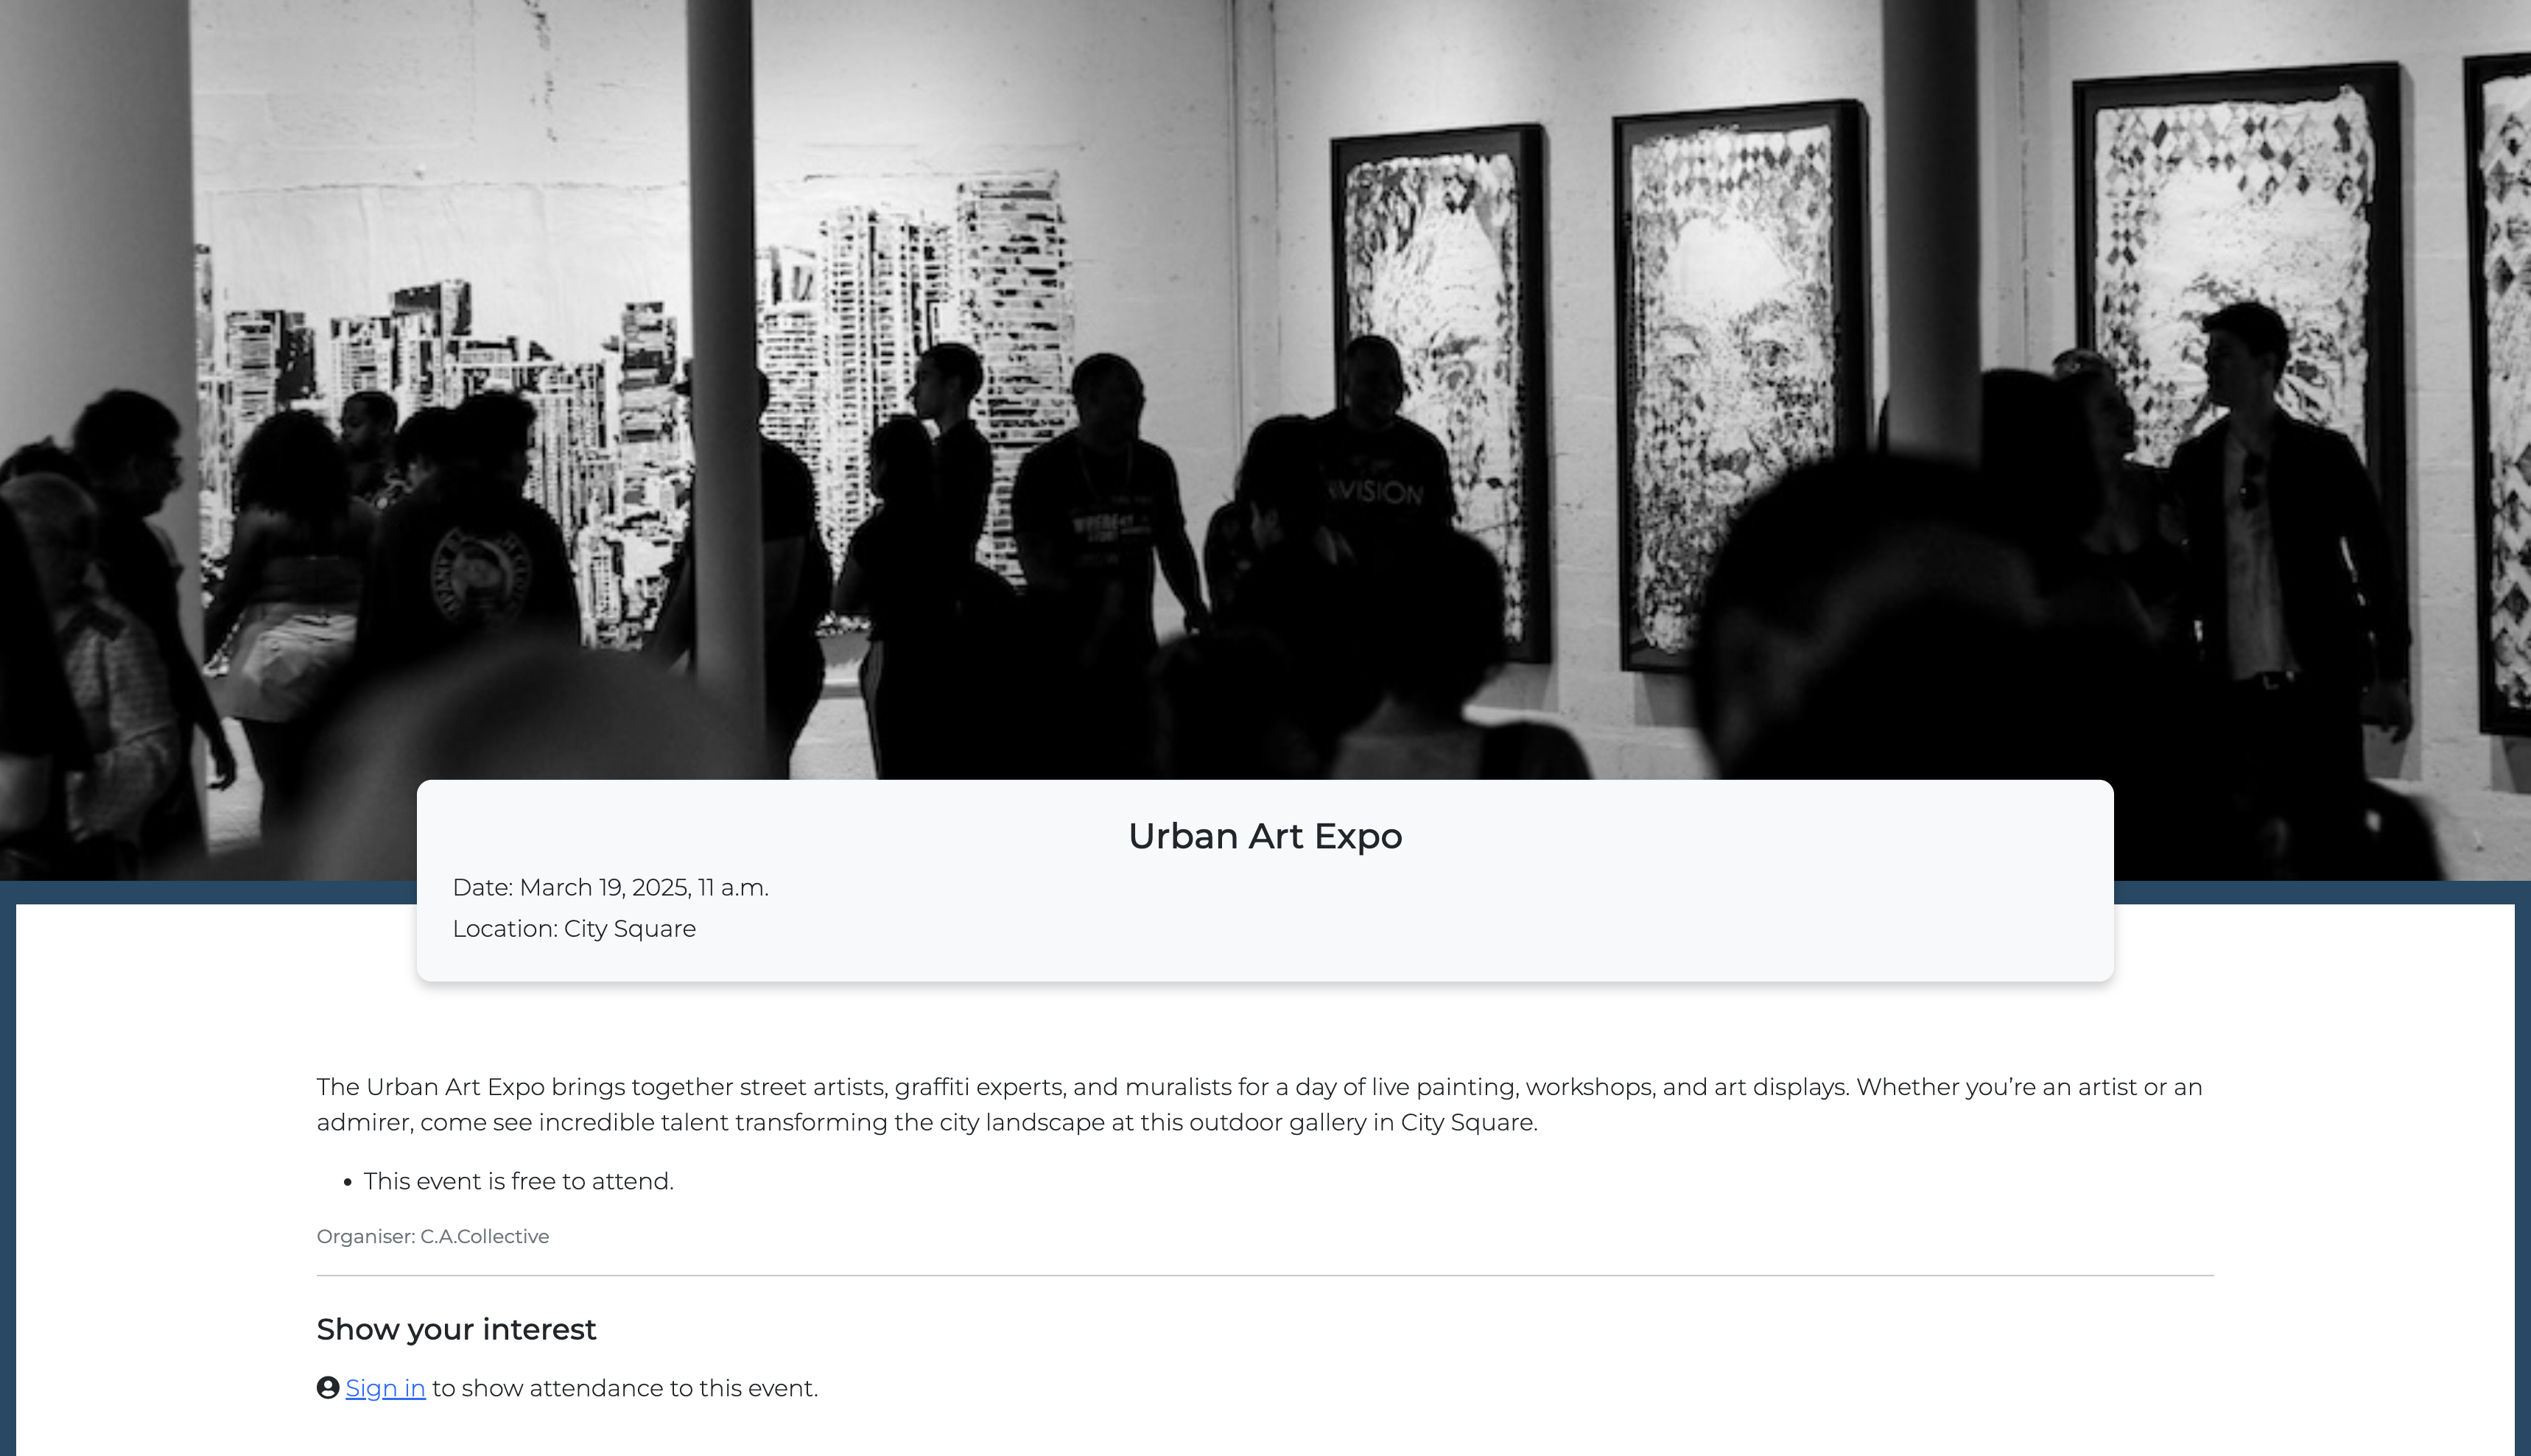 VISION
Urban Art Expo
Date: March 19, 2025, 11 a.m.
Location: City Square
The Urban Art Expo brings together street artists, graffiti experts, and muralists for a day of live painting, workshops, and art displays. Whether you’re an artist or an
admirer, come see incredible talent transforming the city landscape at this outdoor gallery in City Square.
• This event is free to attend.
Organiser: C.A.Collective
Show your interest
Sign in to show attendance to this event.